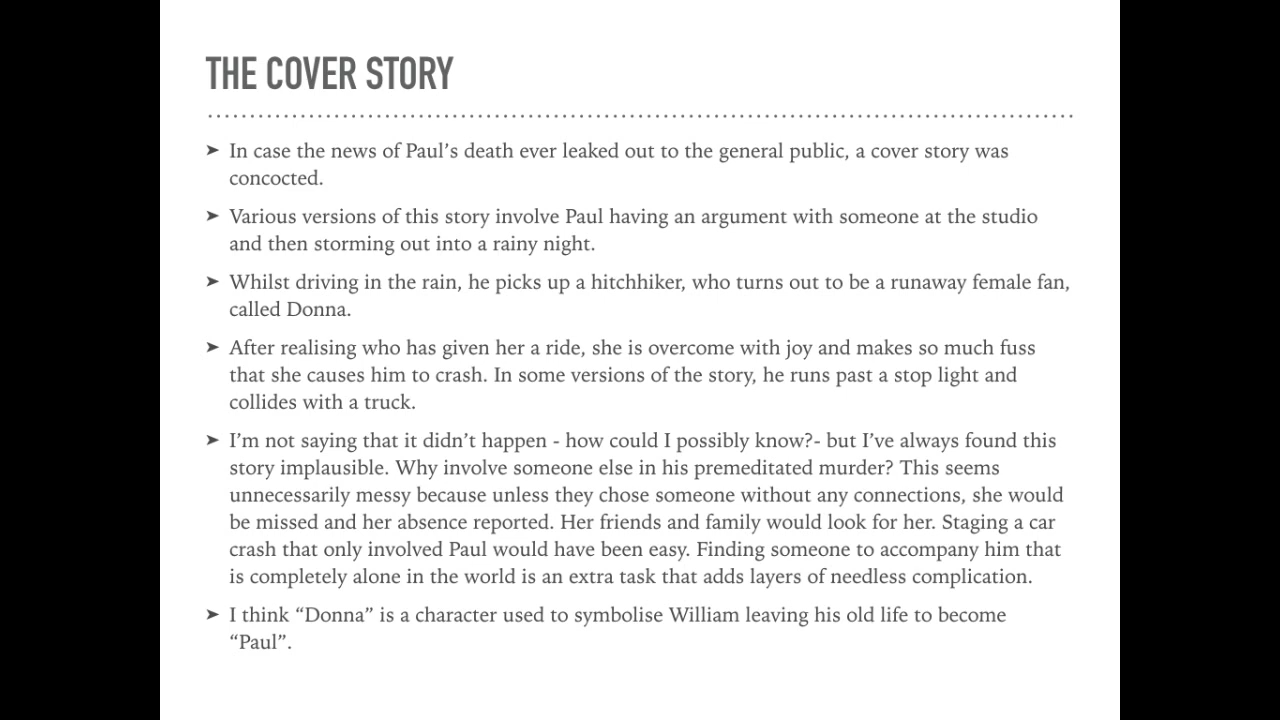 THE COVER STORY
➤ In case the news of Paul’s death ever leaked out to the general public, a cover story was
concocted.
➤ Various versions of this story involve Paul having an argument with someone at the studio
and then storming out into a rainy night.
➤ Whilst driving in the rain, he picks up a hitchhiker, who turns out to be a runaway female fan,
called Donna.
➤ After realising who has given her a ride, she is overcome with joy and makes so much fuss
that she causes him to crash. In some versions of the story, he runs past a stop light and
collides with a truck.
➤ I’m not saying that it didn’t happen - how could I possibly know?- but I’ve always found this
story implausible. Why involve someone else in his premeditated murder? This seems
unnecessarily messy because unless they chose someone without any connections, she would
be missed and her absence reported. Her friends and family would look for her. Staging a car
crash that only involved Paul would have been easy. Finding someone to accompany him that
is completely alone in the world is an extra task that adds layers of needless complication.
➤ I think “Donna” is a character used to symbolise William leaving his old life to become
“Paul”.